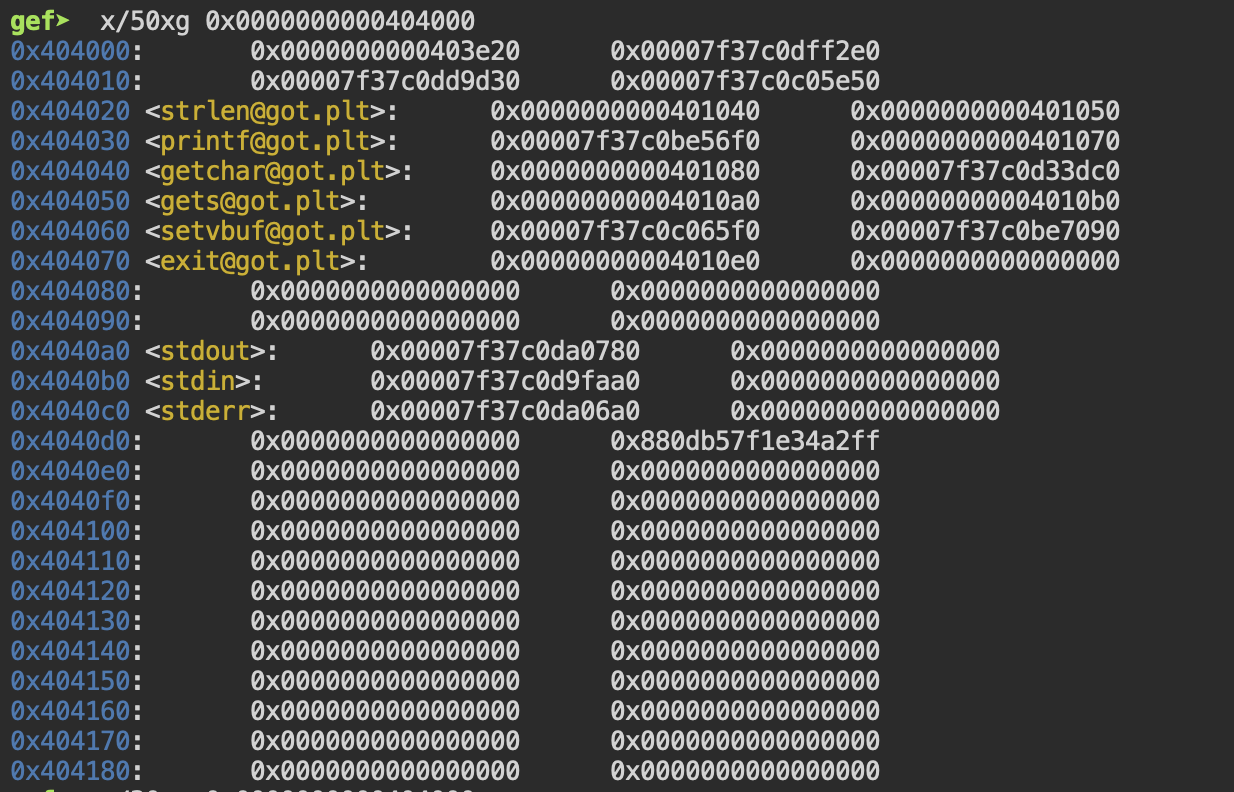 gef➤  x/50xg 0x0000000000404000
0x404000:	0x0000000000403e20	0x00007f37c0dff2e0
0x404010:	0x00007f37c0dd9d30	0x00007f37c0c05e50
0x404020 <strlen@got.plt>:	0x0000000000401040	0x0000000000401050
0x404030 <printf@got.plt>:	0x00007f37c0be56f0	0x0000000000401070
0x404040 <getchar@got.plt>:	0x0000000000401080	0x00007f37c0d33dc0
0x404050 <gets@got.plt>:	0x00000000004010a0	0x00000000004010b0
0x404060 <setvbuf@got.plt>:	0x00007f37c0c065f0	0x00007f37c0be7090
0x404070 <exit@got.plt>:	0x00000000004010e0	0x0000000000000000
0x404080:	0x0000000000000000	0x0000000000000000
0x404090:	0x0000000000000000	0x0000000000000000
0x4040a0 <stdout>:	0x00007f37c0da0780	0x0000000000000000
0x4040b0 <stdin>:	0x00007f37c0d9faa0	0x0000000000000000
0x4040c0 <stderr>:	0x00007f37c0da06a0	0x0000000000000000
0x4040d0:	0x0000000000000000	0x880db57f1e34a2ff
0x4040e0:	0x0000000000000000	0x0000000000000000
0x4040f0:	0x0000000000000000	0x0000000000000000
0x404100:	0x0000000000000000	0x0000000000000000
0x404110:	0x0000000000000000	0x0000000000000000
0x404120:	0x0000000000000000	0x0000000000000000
0x404130:	0x0000000000000000	0x0000000000000000
0x404140:	0x0000000000000000	0x0000000000000000
0x404150:	0x0000000000000000	0x0000000000000000
0x404160:	0x0000000000000000	0x0000000000000000
0x404170:	0x0000000000000000	0x0000000000000000
0x404180:	0x0000000000000000	0x0000000000000000